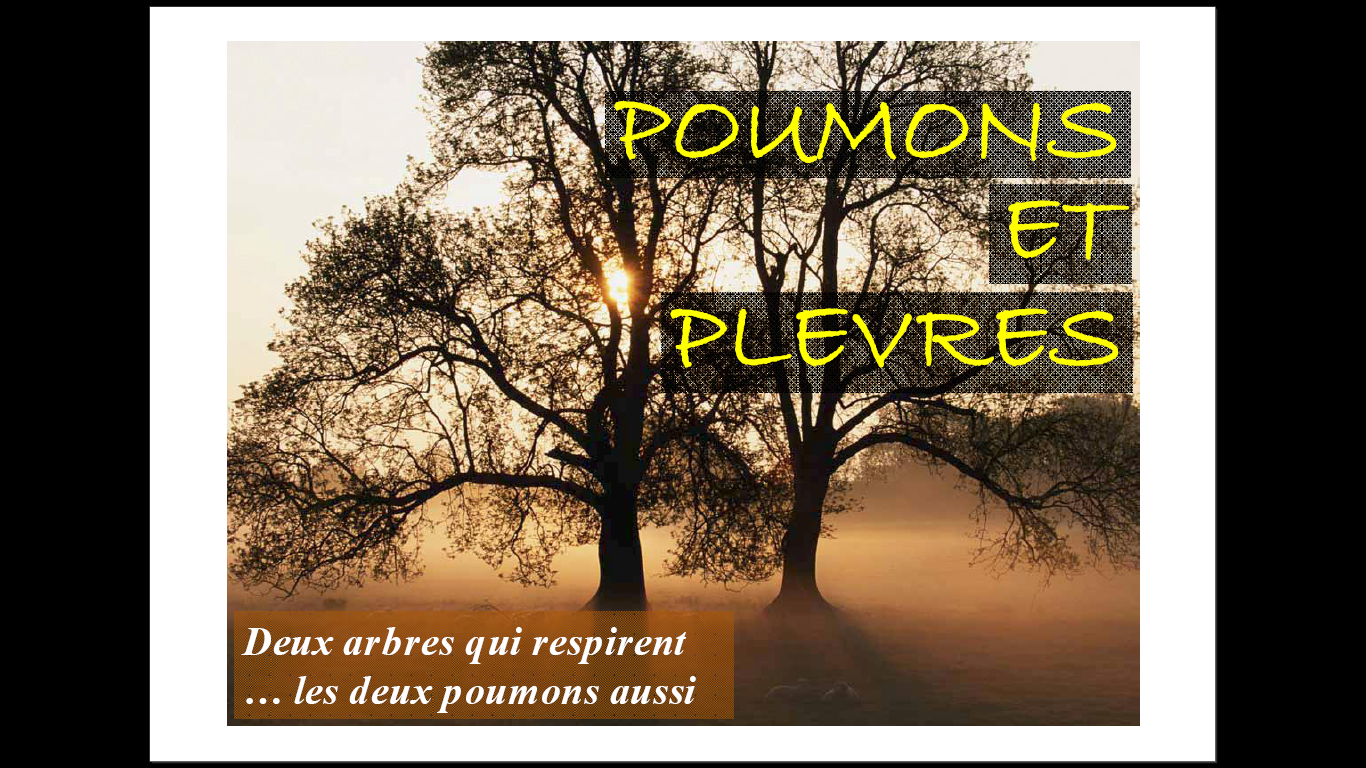 POUMONS
ET
PLEVRES
Deux arbres qui respirent
… les deux poumons aussi